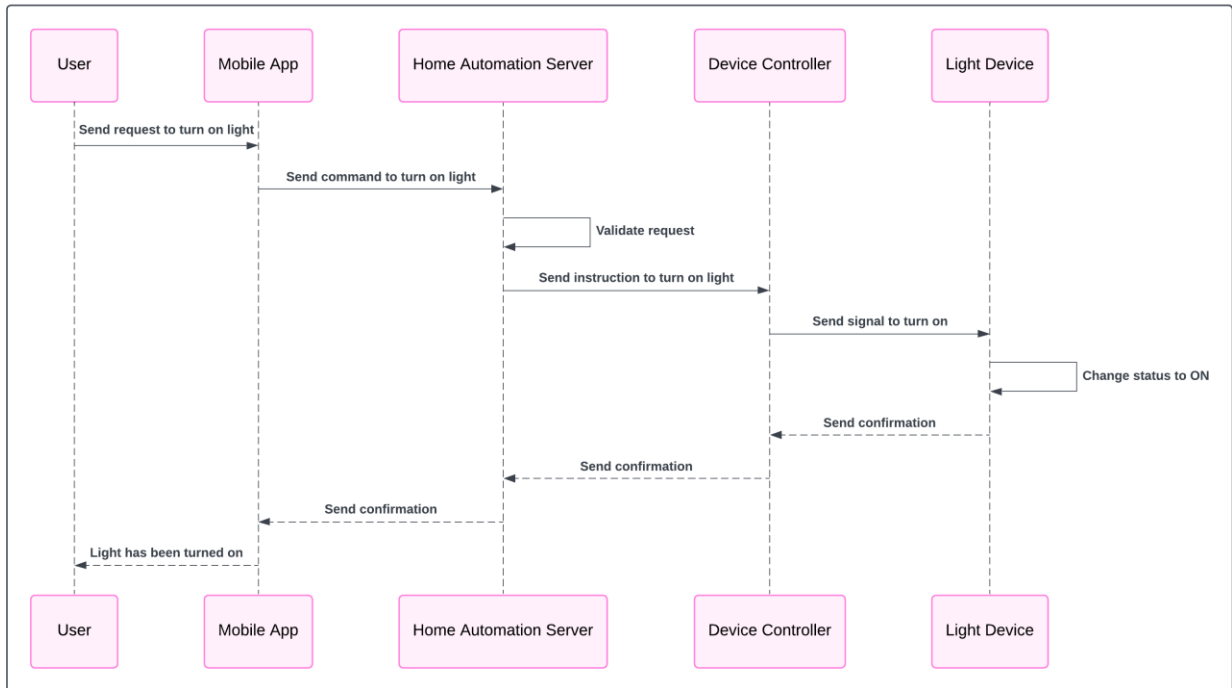 User
Mobile App
Home Automation Server
Device Controller
Light Device
Send request to turn on light
Send command to turn on light
Validate request
Send instruction to turn on light
Send signal to turn on
Change status to ON
Send confirmation
Send confirmation
Send confirmation
Light has been turned on
User
Mobile App
Home Automation Server
Device Controller
Light Device